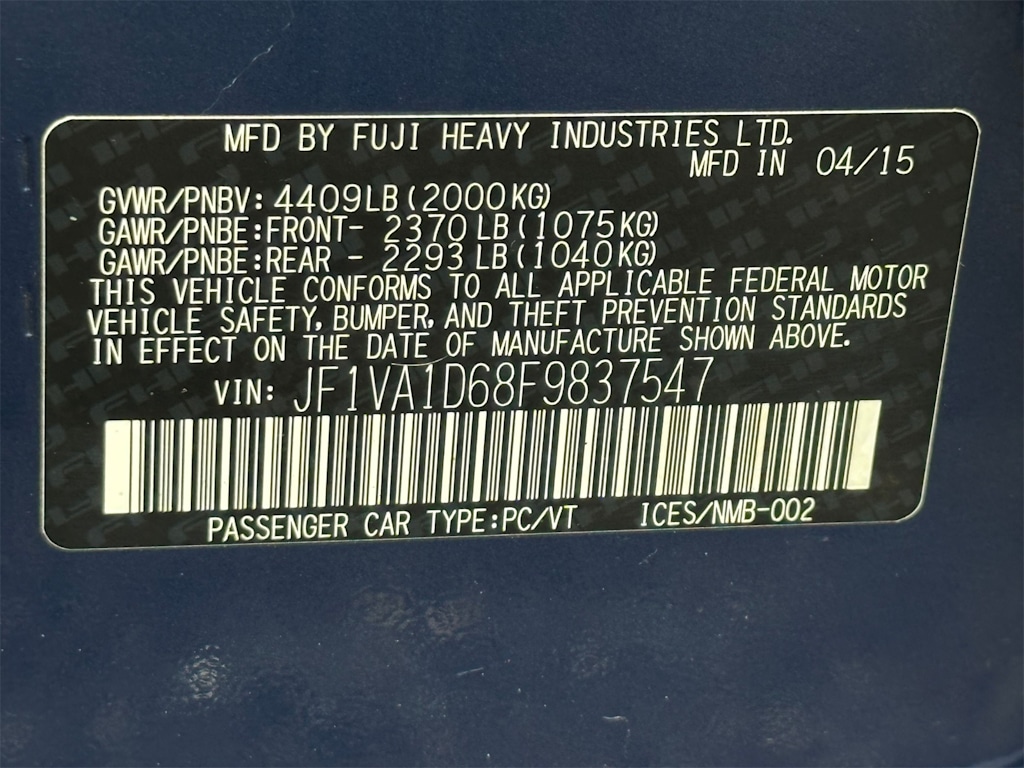 MFD BY FUJI HEAVY INDUSTRIES LTD.
MFD IN 04/15
GVWR/PNBV: 4409LB(2000KG)
GAWR/PNBE:FRONT- 2370LB(1075KG)
GAWR/PNBE:REAR - 2293LB(1040KG)
THIS VEHICLE CONFORMS TO ALL APPLICABLE FEDERAL MOTOR
VEHICLE SAFETY, BUMPER, AND THEFT PREVENTION STANDARDS
IN EFFECT ON THE DATE OF MANUFACTURE SHOWN ABOVE.
VIN: JF1VA1D68F9837547
PASSENGER CAR TYPE:PC/VT ICES/NMB-002